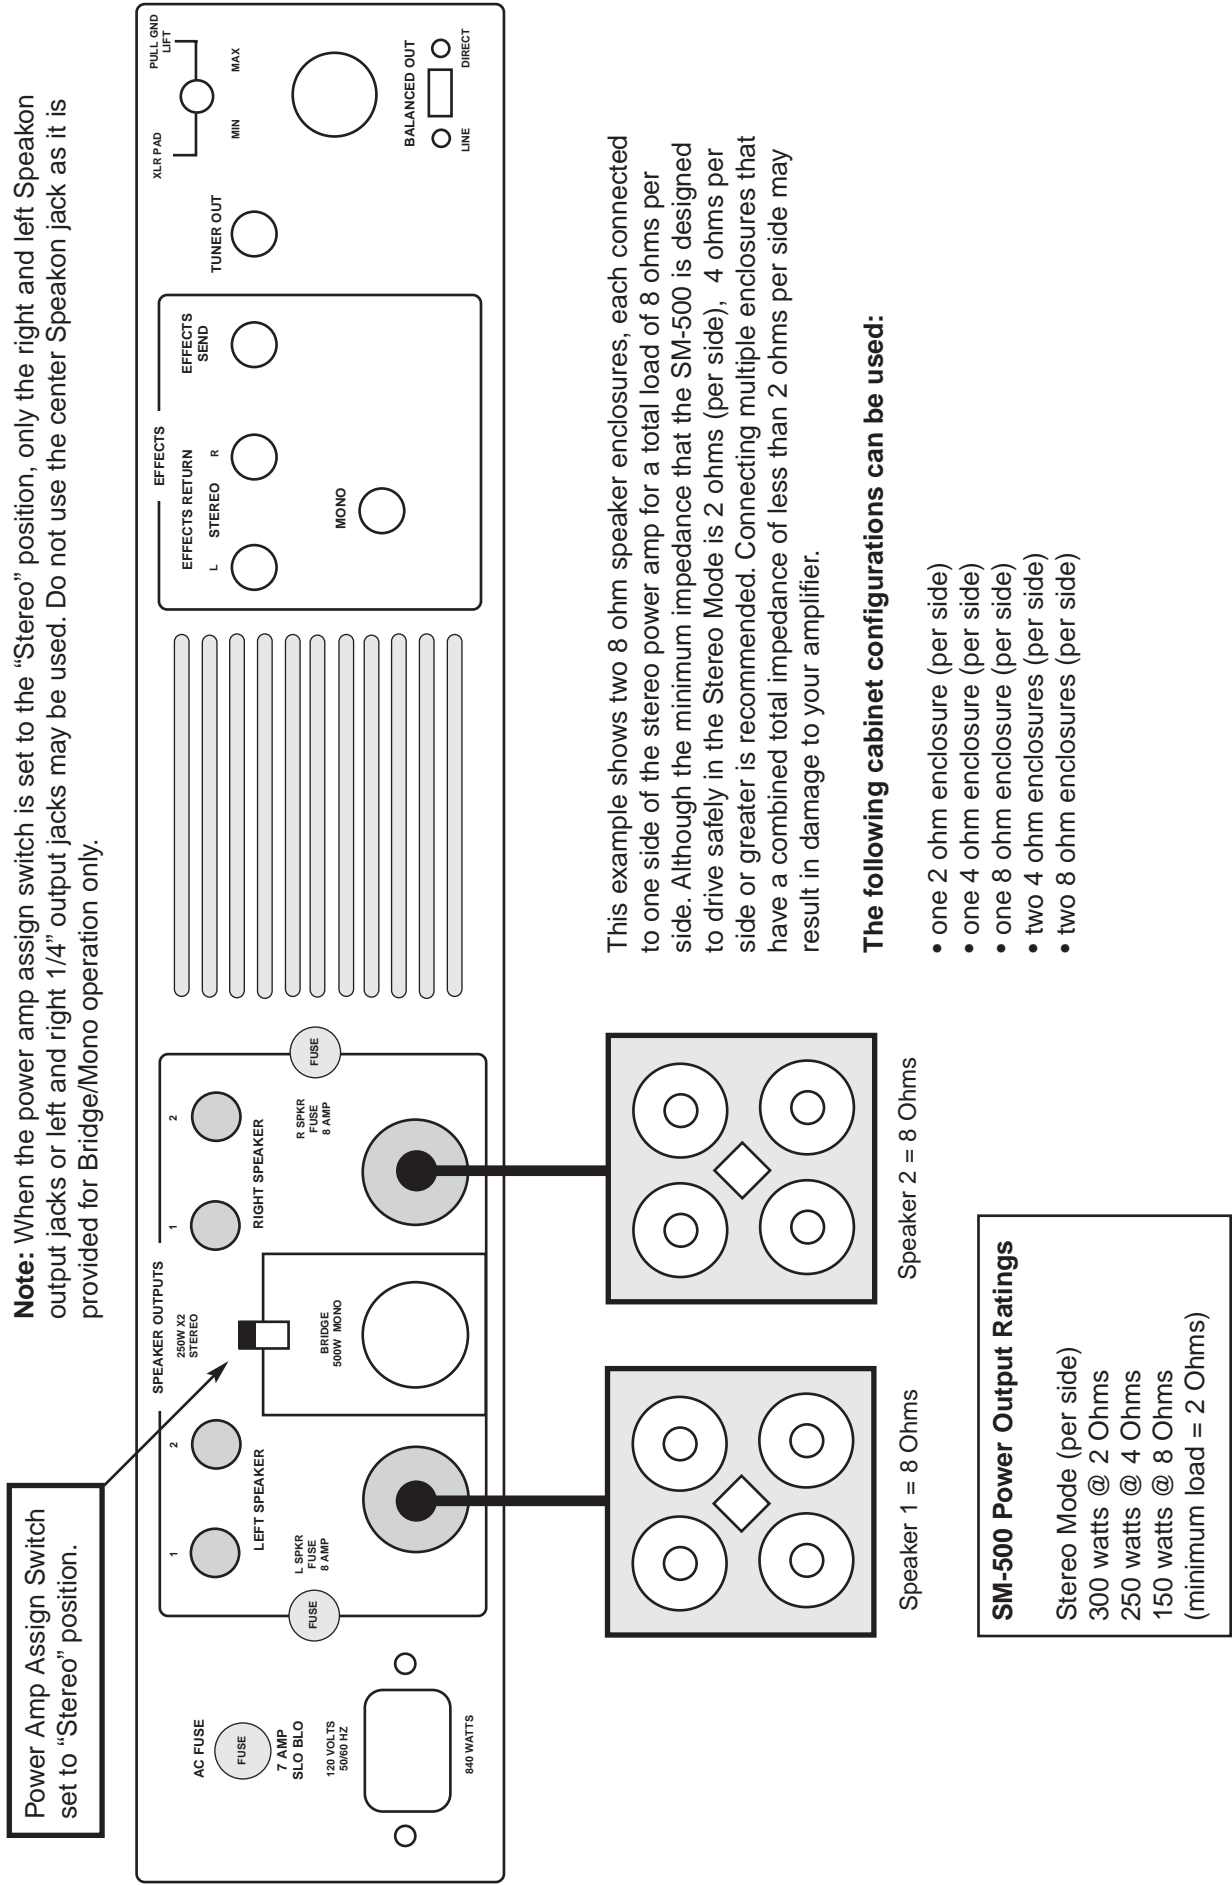 Power Amp Assign Switch
set to “Stereo” position.
Note: When the power amp assign switch is set to the “Stereo” position, only the right and left Speakon
output jacks or left and right 1/4” output jacks may be used. Do not use the center Speakon jack as it is
provided for Bridge/Mono operation only.
AC FUSE
FUSE
7 AMP
SLO BLO
120 VOLTS
50/60 HZ
840 WATTS
SPEAKER OUTPUTS
250W X2
STEREO
1
2
LEFT SPEAKER
L SPKR
FUSE
8 AMP
FUSE
BRIDGE
500W MONO
1
2
RIGHT SPEAKER
R SPKR
FUSE
8 AMP
FUSE
EFFECTS
EFFECTS RETURN
L STEREO R
MONO
EFFECTS
SEND
TUNER OUT
XLR PAD
PULL GND
LIFT
MIN
MAX
BALANCED OUT
LINE
DIRECT
Speaker 1 = 8 Ohms
Speaker 2 = 8 Ohms
This example shows two 8 ohm speaker enclosures, each connected
to one side of the stereo power amp for a total load of 8 ohms per
side. Although the minimum impedance that the SM-500 is designed
to drive safely in the Stereo Mode is 2 ohms (per side), 4 ohms per
side or greater is recommended. Connecting multiple enclosures that
have a combined total impedance of less than 2 ohms per side may
result in damage to your amplifier.
The following cabinet configurations can be used:
• one 2 ohm enclosure (per side)
• one 4 ohm enclosure (per side)
• one 8 ohm enclosure (per side)
• two 4 ohm enclosures (per side)
• two 8 ohm enclosures (per side)
SM-500 Power Output Ratings
Stereo Mode (per side)
300 watts @ 2 Ohms
250 watts @ 4 Ohms
150 watts @ 8 Ohms
(minimum load = 2 Ohms)